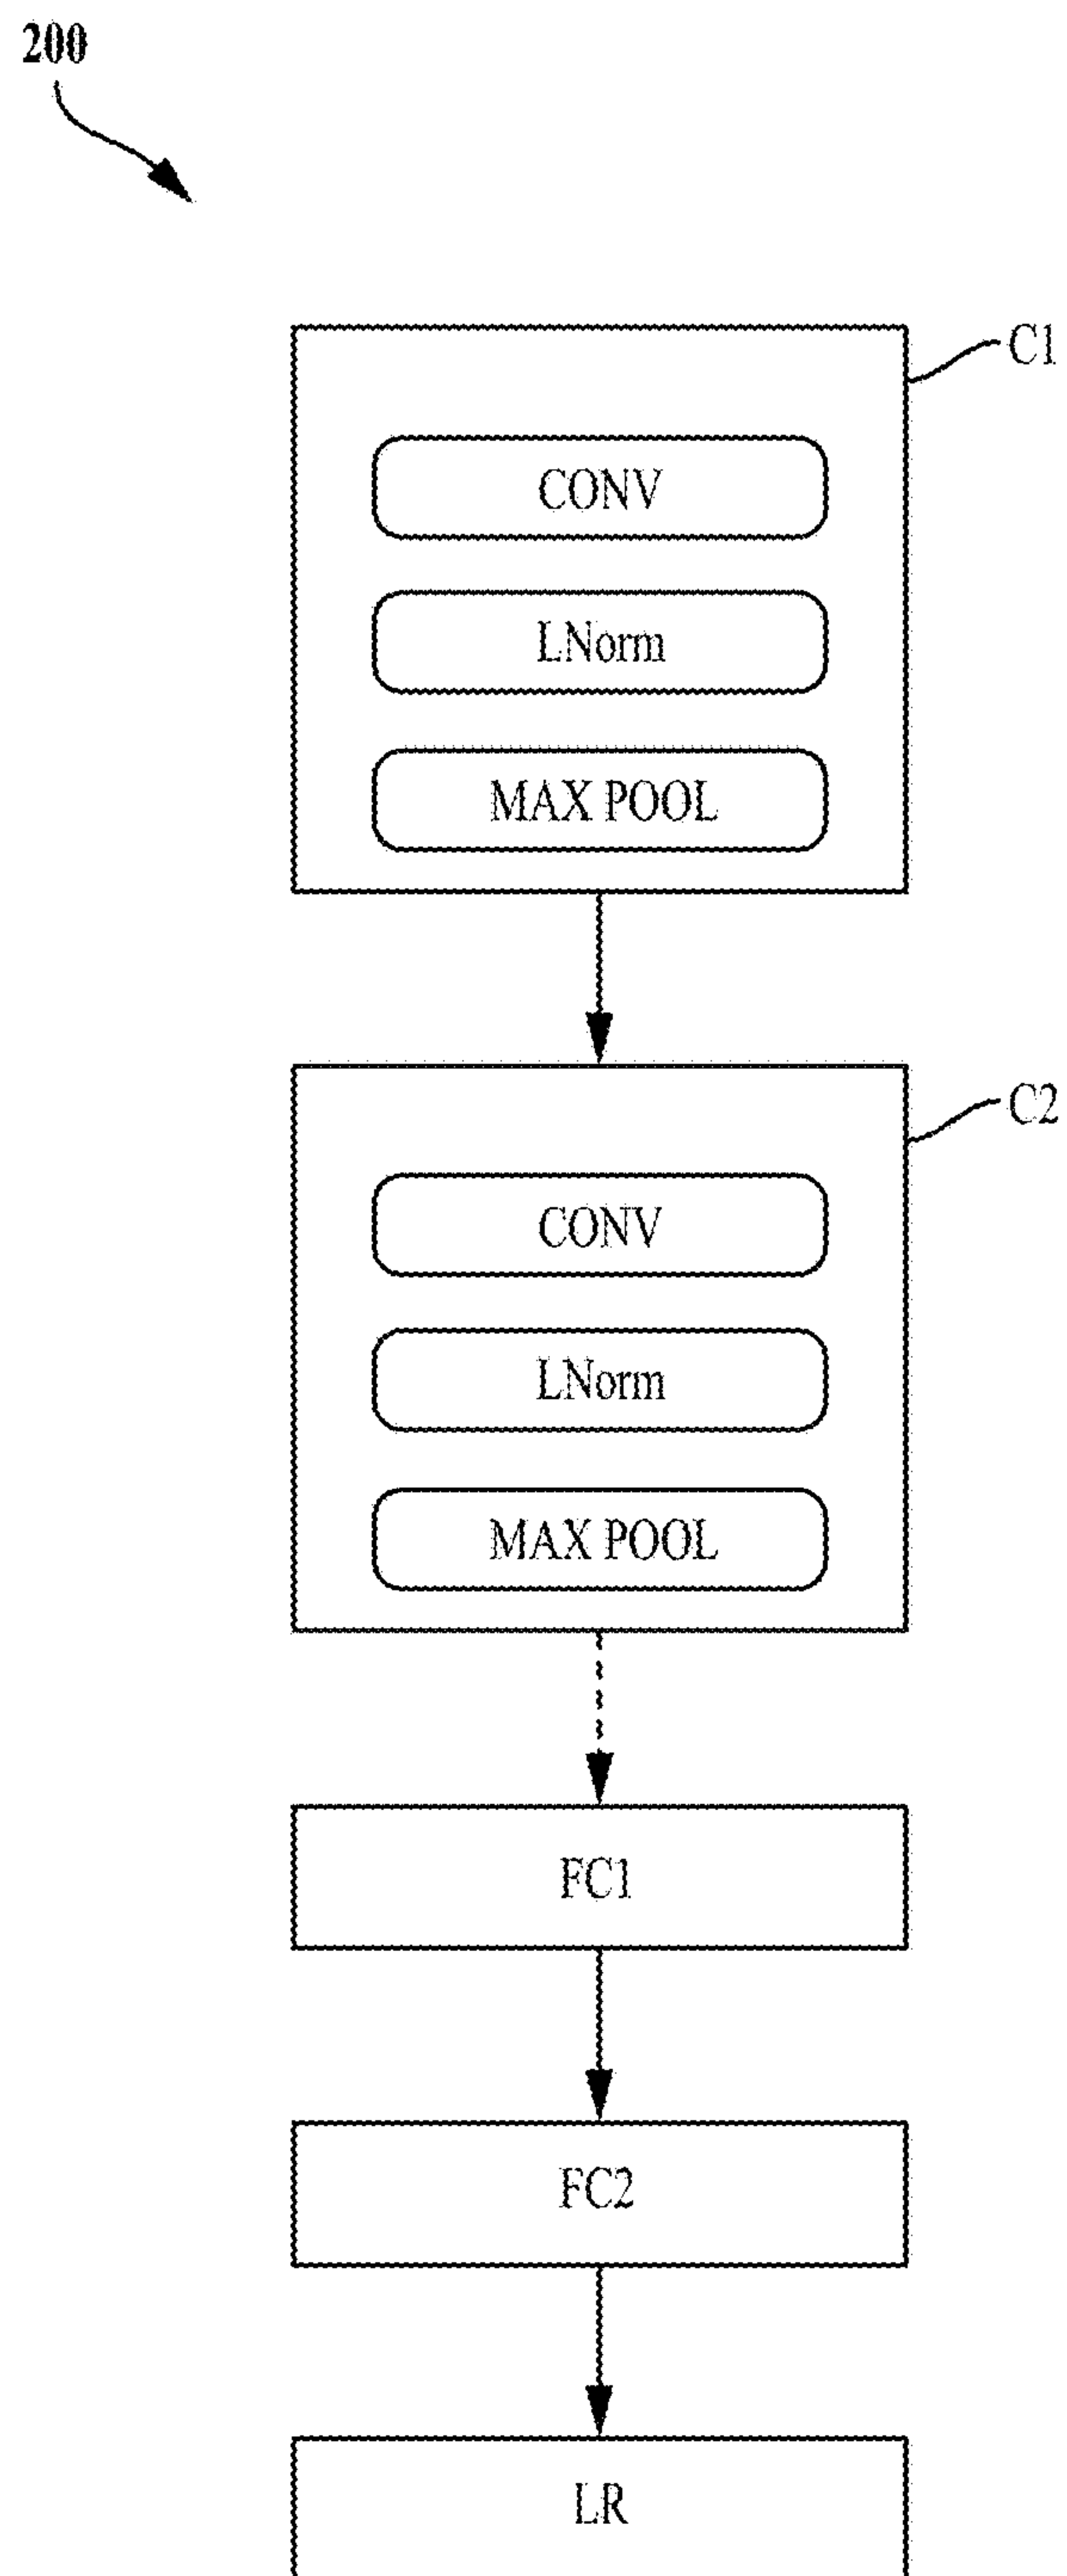 200
C1
CONV
LNorm
MAX POOL
C2
CONV
LNorm
MAX POOL
FC1
FC2
LR